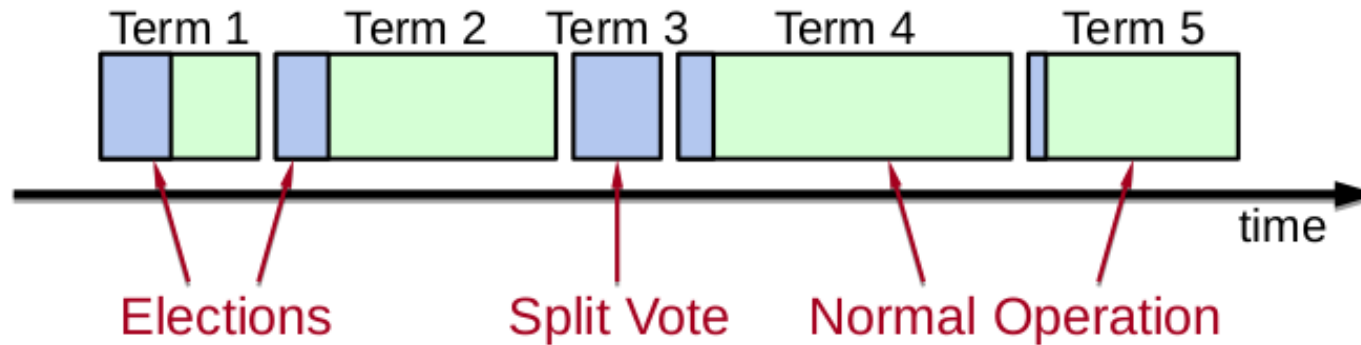 Term 1 Term 2 Term 3 Term 4 Term 5
time
Elections Split Vote Normal Operation